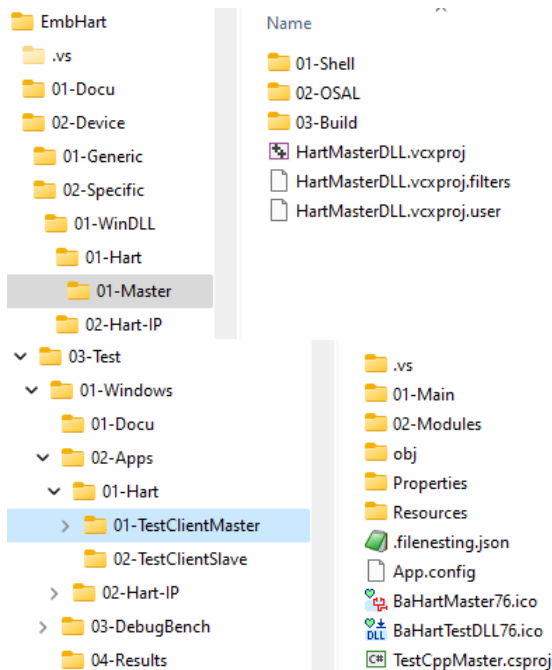 EmbHart
.vs
01-Docu
02-Device
01-Generic
02-Specific
01-WinDLL
01-Hart
01-Master
02-Hart-IP
Name
01-Shell
02-OSAL
03-Build
HartMasterDLL.vcxproj
HartMasterDLL.vcxproj.filters
HartMasterDLL.vcxproj.user
03-Test
01-Windows
01-Docu
02-Apps
01-Hart
01-TestClientMaster
02-TestClientSlave
02-Hart-IP
03-DebugBench
04-Results
.vs
01-Main
02-Modules
obj
Properties
Resources
.filenesting.json
App.config
BaHartMaster76.ico
DLL BaHartTestDLL76.ico
C# TestCppMaster.csproj